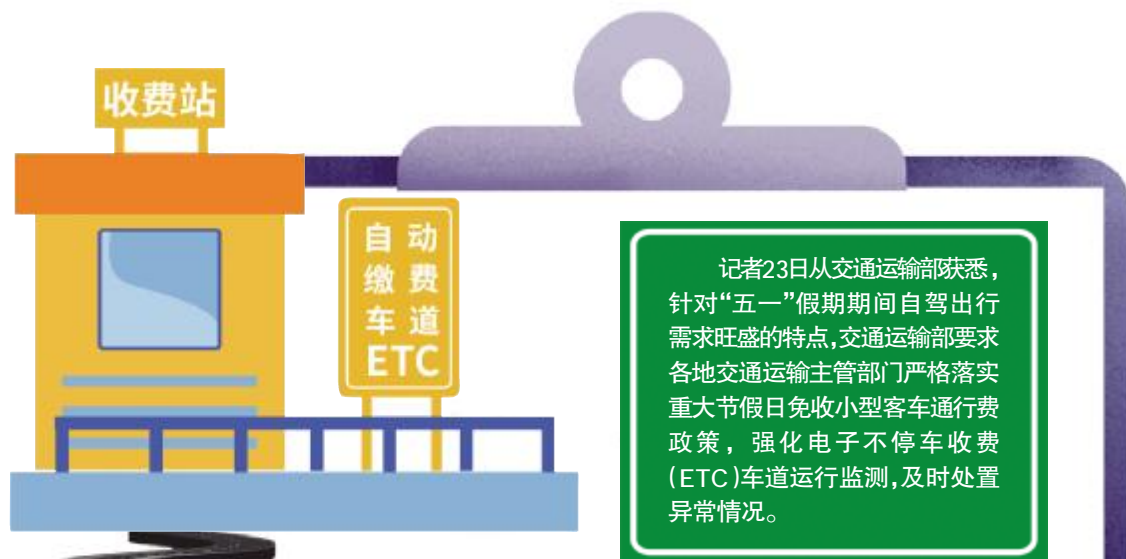 收费站
自动
缴费
车道
ETC
记者23日从交通运输部获悉，
针对“五一”假期期间自驾出行
需求旺盛的特点，交通运输部要求
各地交通运输主管部门严格落实
重大节假日免收小型客车通行费
政策，强化电子不停车收费
(ETC)车道运行监测，及时处置
异常情况。